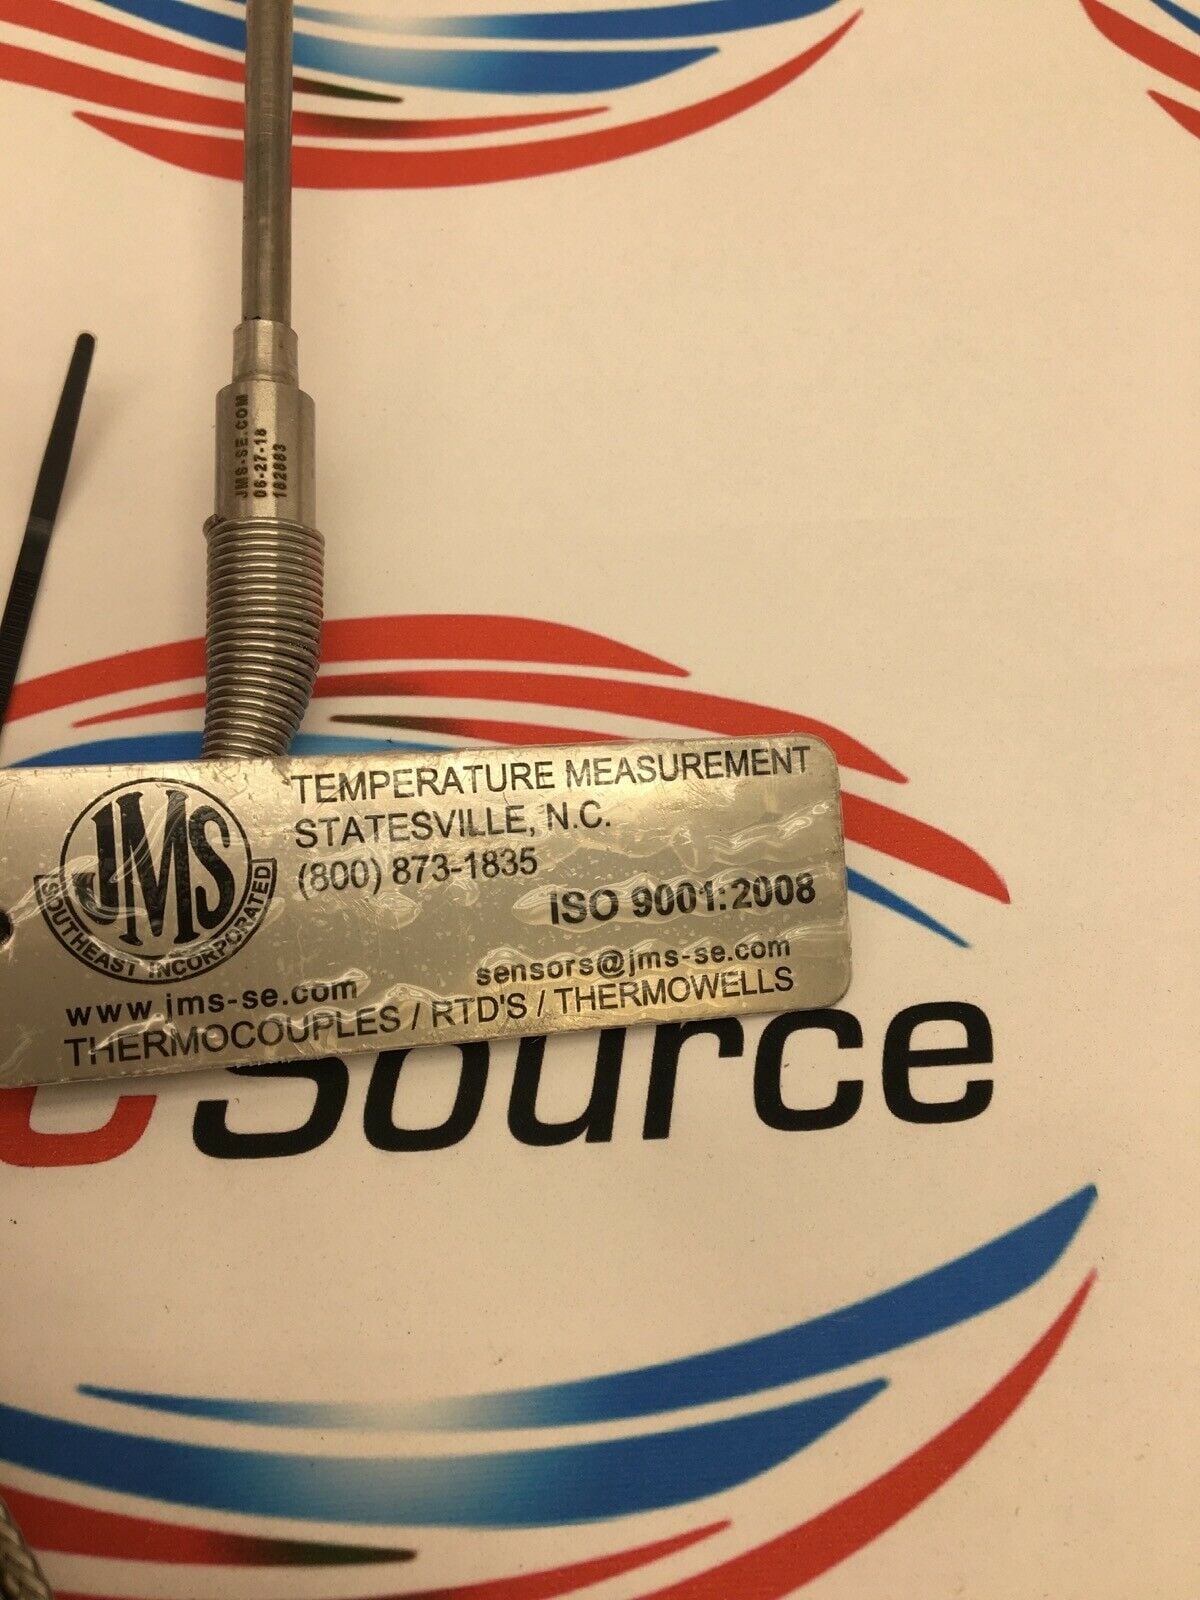 JMS-SE.COM
06-27-18
182883
JMS
SOUTHEAST INCORPORATED
TEMPERATURE MEASUREMENT
STATESVILLE, N.C.
(800) 873-1835
ISO 9001:2008
sensors@jms-se.com
www.jms-se.com
THERMOCOUPLES / RTD'S / THERMOWELLS
Source